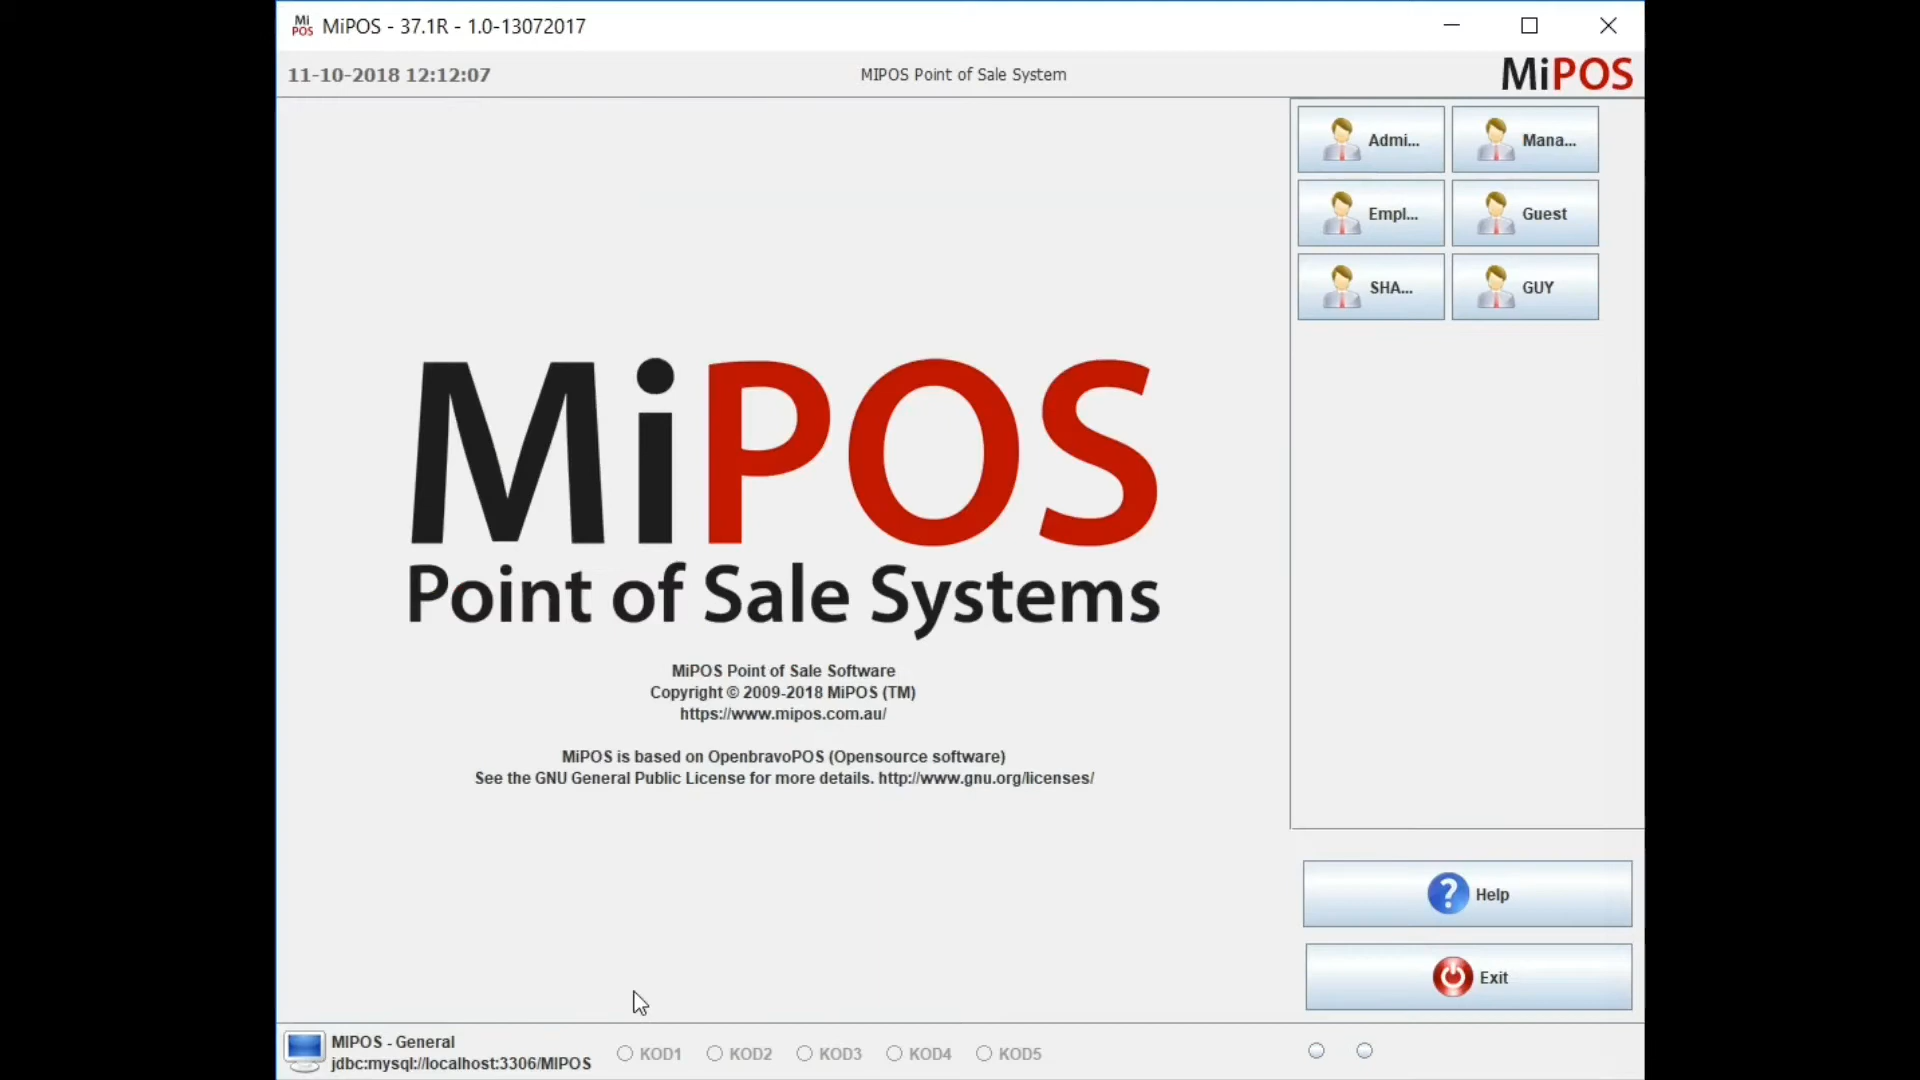 Mi
POS
MiPOS - 37.1R - 1.0-13072017
11-10-2018 12:12:07
MIPOS Point of Sale System
MiPOS
Admi...
Mana...
Empl...
Guest
SHA...
GUY
MiPOS
Point of Sale Systems
MiPOS Point of Sale Software
Copyright © 2009-2018 MiPOS (TM)
https://www.mipos.com.au/
MiPOS is based on OpenbravoPOS (Opensource software)
See the GNU General Public License for more details. http://www.gnu.org/licenses/
Help
Exit
MIPOS - General
jdbc:mysql://localhost:3306/MIPOS
KOD1
KOD2
KOD3
KOD4
KOD5